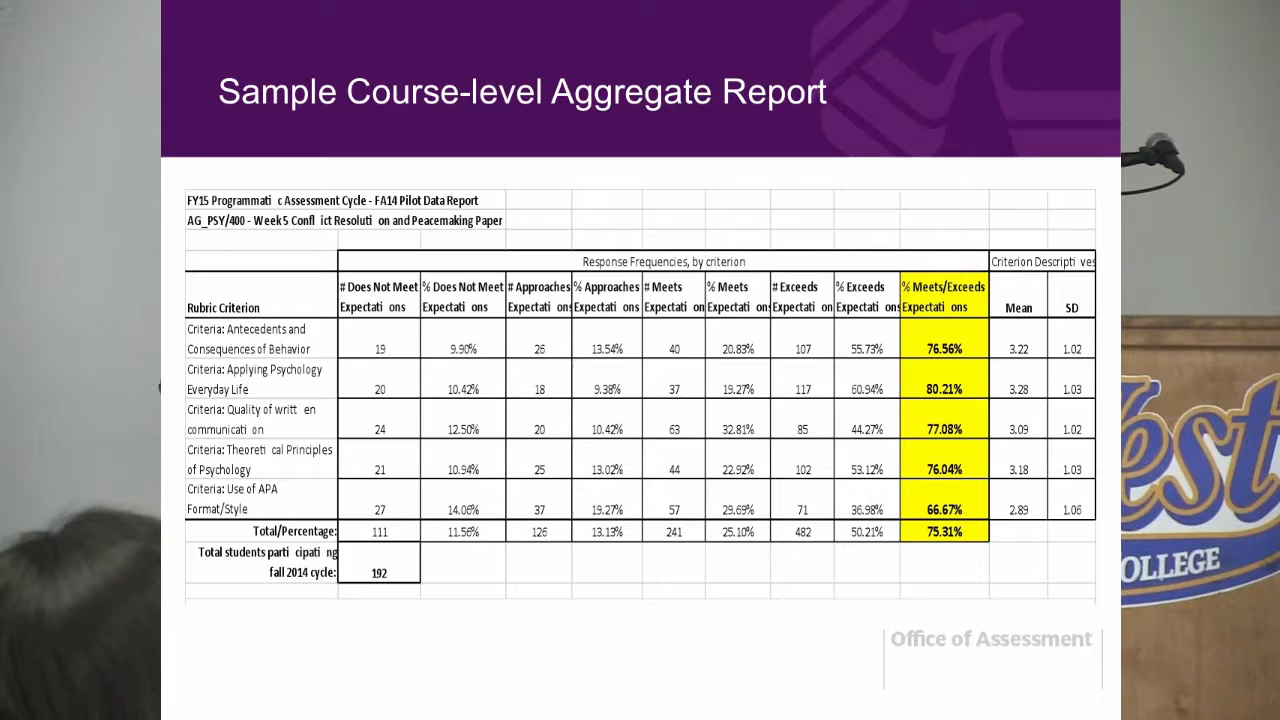 Sample Course-level Aggregate Report
FY15 Programmati c Assessment Cycle - FA14 Pilot Data Report
AG_PSY/400 - Week 5 Confl ict Resoluti on and Peacemaking Paper
Response Frequencies, by criterion Criterion Descripti ves
Rubric Criterion # Does Not Meet Expectati ons % Does Not Meet Expectati ons # Approaches Expectati ons % Approaches Expectati ons # Meets Expectati on % Meets Expectati ons # Exceeds Expectati on % Exceeds Expectati ons % Meets/Exceeds Expectati ons Mean SD
Criteria: Antecedents and
Consequences of Behavior 19 9.90% 26 13.54% 40 20.83% 107 55.73% 76.56% 3.22 1.02
Criteria: Applying Psychology
Everyday Life 20 10.42% 18 9.38% 37 19.27% 117 60.94% 80.21% 3.28 1.03
Criteria: Quality of writt en
communicati on 24 12.50% 20 10.42% 63 32.81% 85 44.27% 77.08% 3.09 1.02
Criteria: Theoreti cal Principles
of Psychology 21 10.94% 25 13.02% 44 22.92% 102 53.12% 76.04% 3.18 1.03
Criteria: Use of APA
Format/Style 27 14.06% 37 19.27% 57 29.69% 71 36.98% 66.67% 2.89 1.06
Total/Percentage: 111 11.56% 126 13.13% 241 25.10% 482 50.21% 75.31%
Total students parti cipati ng
fall 2014 cycle: 192
Office of Assessment
est
OLLEGE